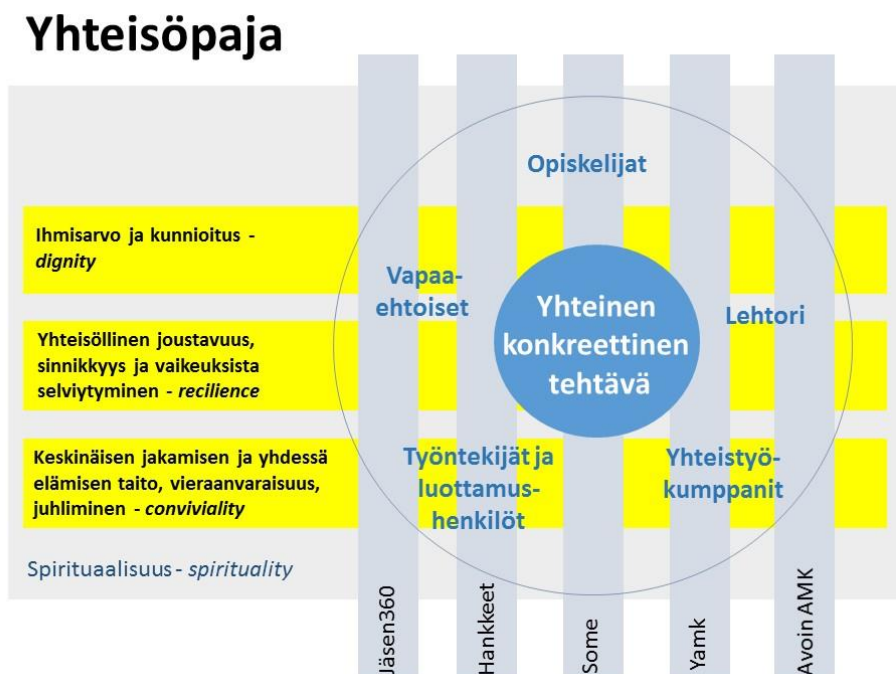 Yhteisöpaja
Opiskelijat
Ihmisarvo ja kunnioitus -
dignity
Vapaa-
ehtoiset
Yhteinen
konkreettinen
tehtävä
Lehtori
Yhteisöllinen joustavuus,
sinnikkyys ja vaikeuksista
selviytyminen - recilience
Keskinäisen jakamisen ja yhdessä
elämisen taito, vieraanvaraisuus,
juhliminen - conviviality
Työntekijät ja
luottamus-
henkilöt
Yhteistyö-
kumppanit
Spirituaalisuus - spirituality
Jäsen360
Hankkeet
Some
Yamk
Avoin AMK